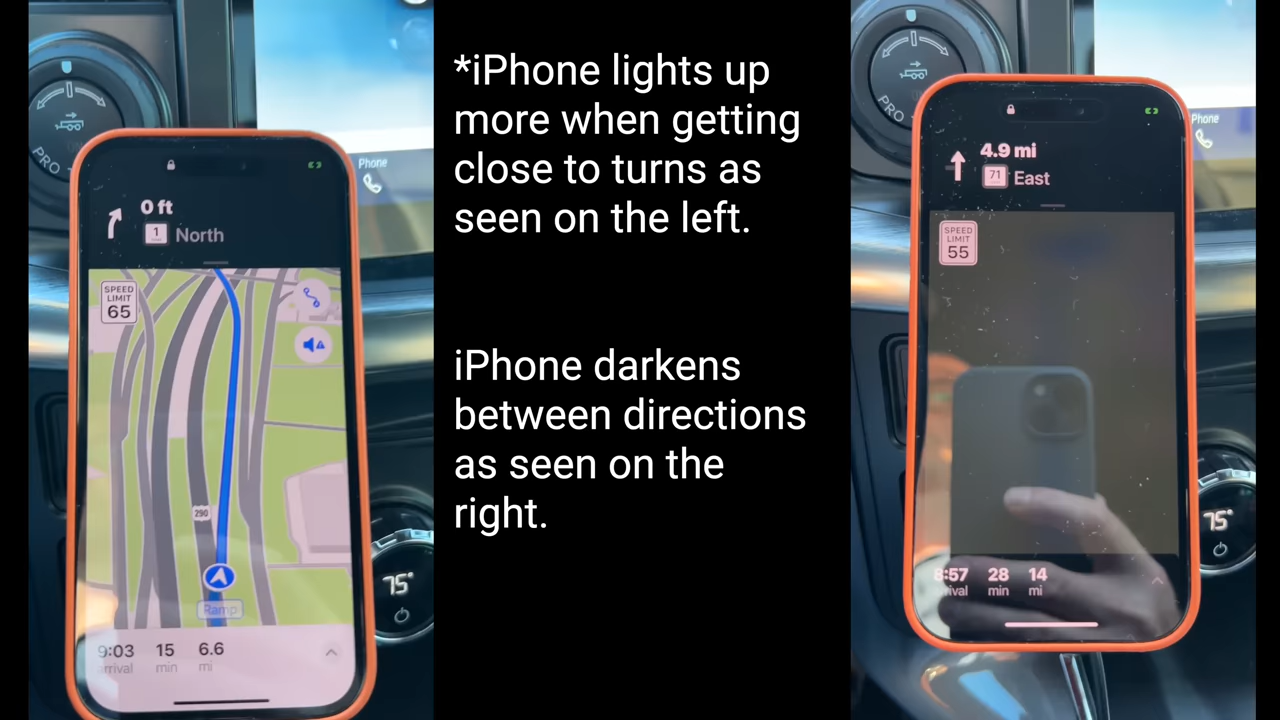 PRO
Phone
0 ft
1
North
SPEED
LIMIT
65
290
Ramp
9:03
15
6.6
arrival
min
mi
75°
*iPhone lights up
more when getting
close to turns as
seen on the left.
iPhone darkens
between directions
as seen on the
right.
PRO
Phone
4.9 mi
71
East
SPEED
LIMIT
55
8:57
28
14
min
mi
75°